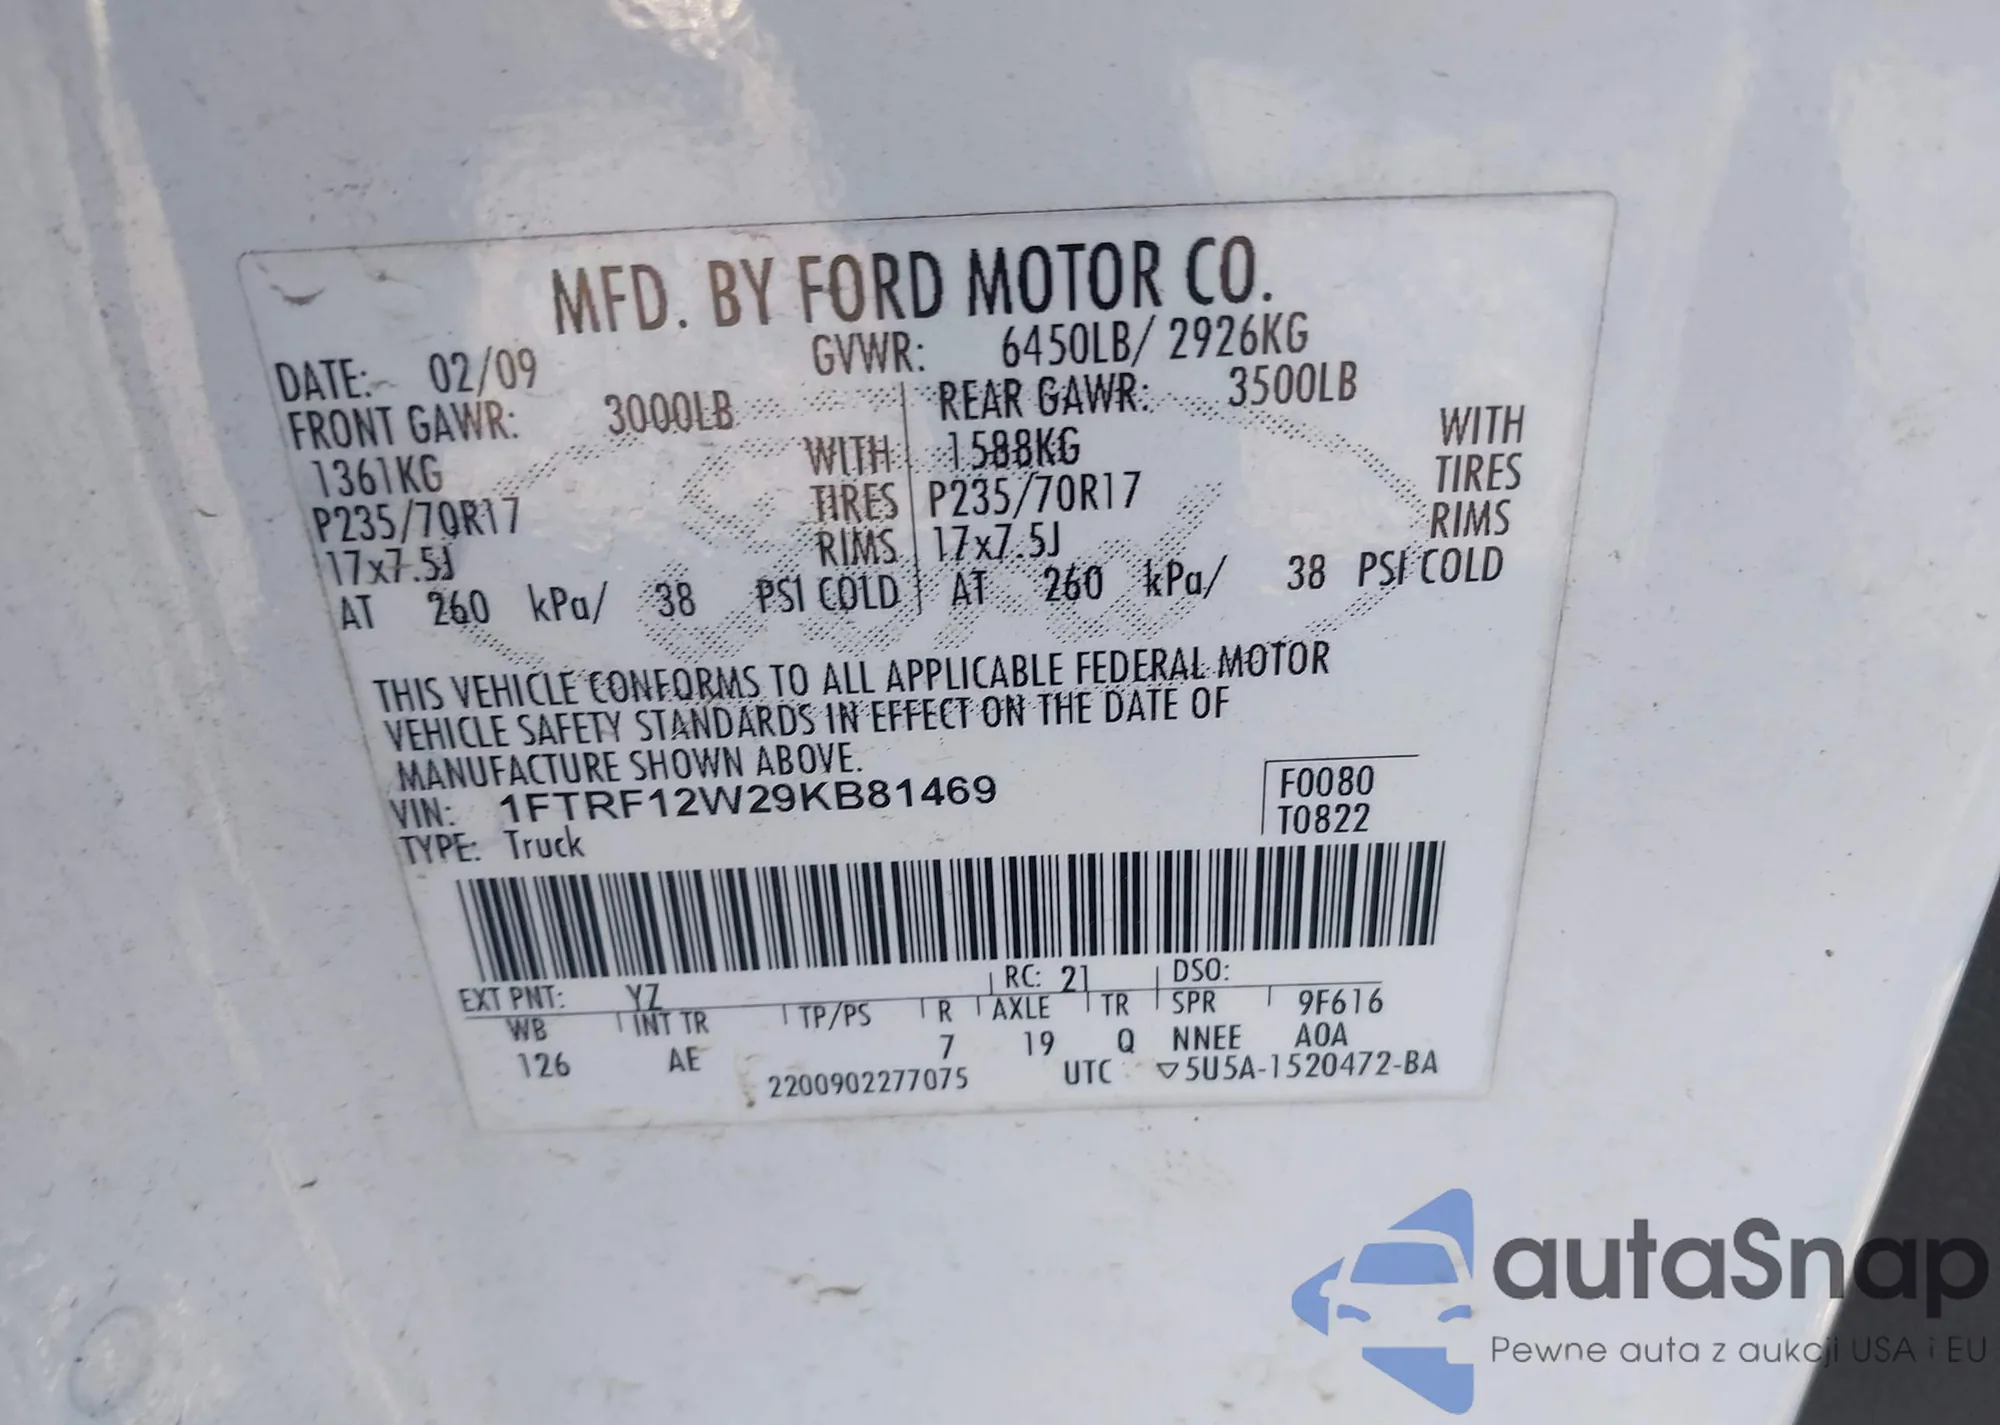 MFD. BY FORD MOTOR CO.
DATE: 02/09 GVWR: 6450LB/ 2926KG
FRONT GAWR: 3000LB REAR GAWR: 3500LB
1361KG WITH 1588KG WITH
P235/70R17 TIRES P235/70R17 TIRES
17x7.5J RIMS 17x7.5J RIMS
AT 260 kPa/ 38 PSI COLD AT 260 kPa/ 38 PSI COLD
THIS VEHICLE CONFORMS TO ALL APPLICABLE FEDERAL MOTOR
VEHICLE SAFETY STANDARDS IN EFFECT ON THE DATE OF
MANUFACTURE SHOWN ABOVE.
VIN: 1FTRF12W29KB81469 F0080
TYPE: Truck T0822
EXT PNT: YZ RC: 21 DSO:
WB INT TR TP/PS R AXLE TR SPR 9F616
126 AE 7 19 Q NNEE A0A
2200902277075 UTC ▽5U5A-1520472-BA
autaSnap
Pewne auta z aukcji USA i EU